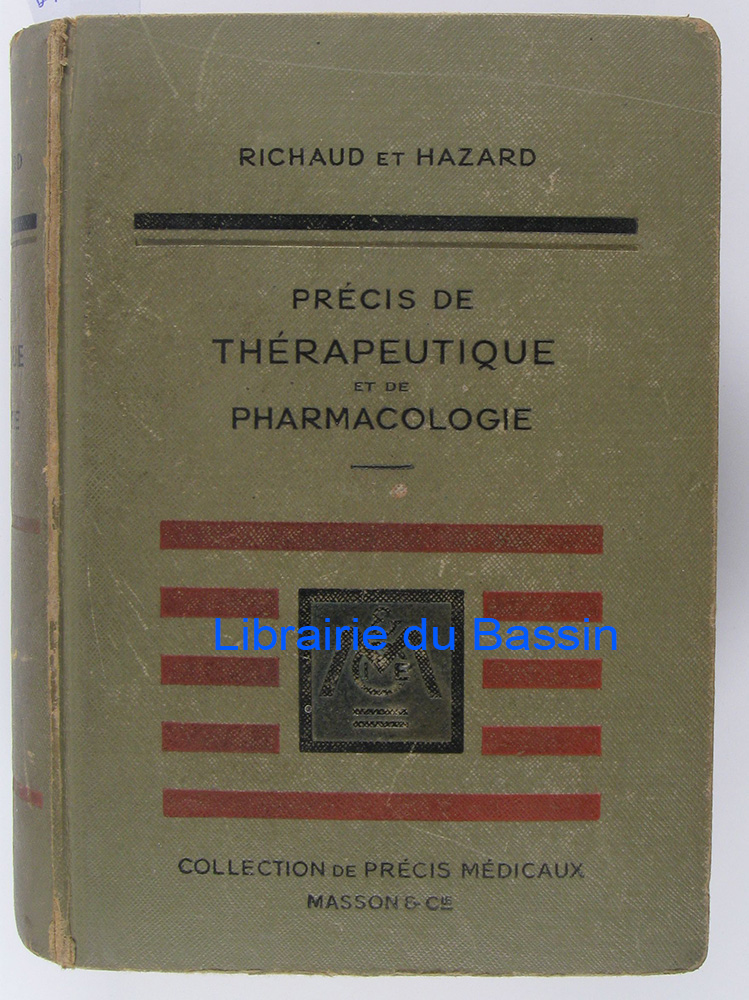 RICHAUD ET HAZARD
PRÉCIS DE
THÉRAPEUTIQUE
ET DE
PHARMACOLOGIE
Librairie du Bassin
COLLECTION DE PRÉCIS MÉDICAUX
MASSON & CIE